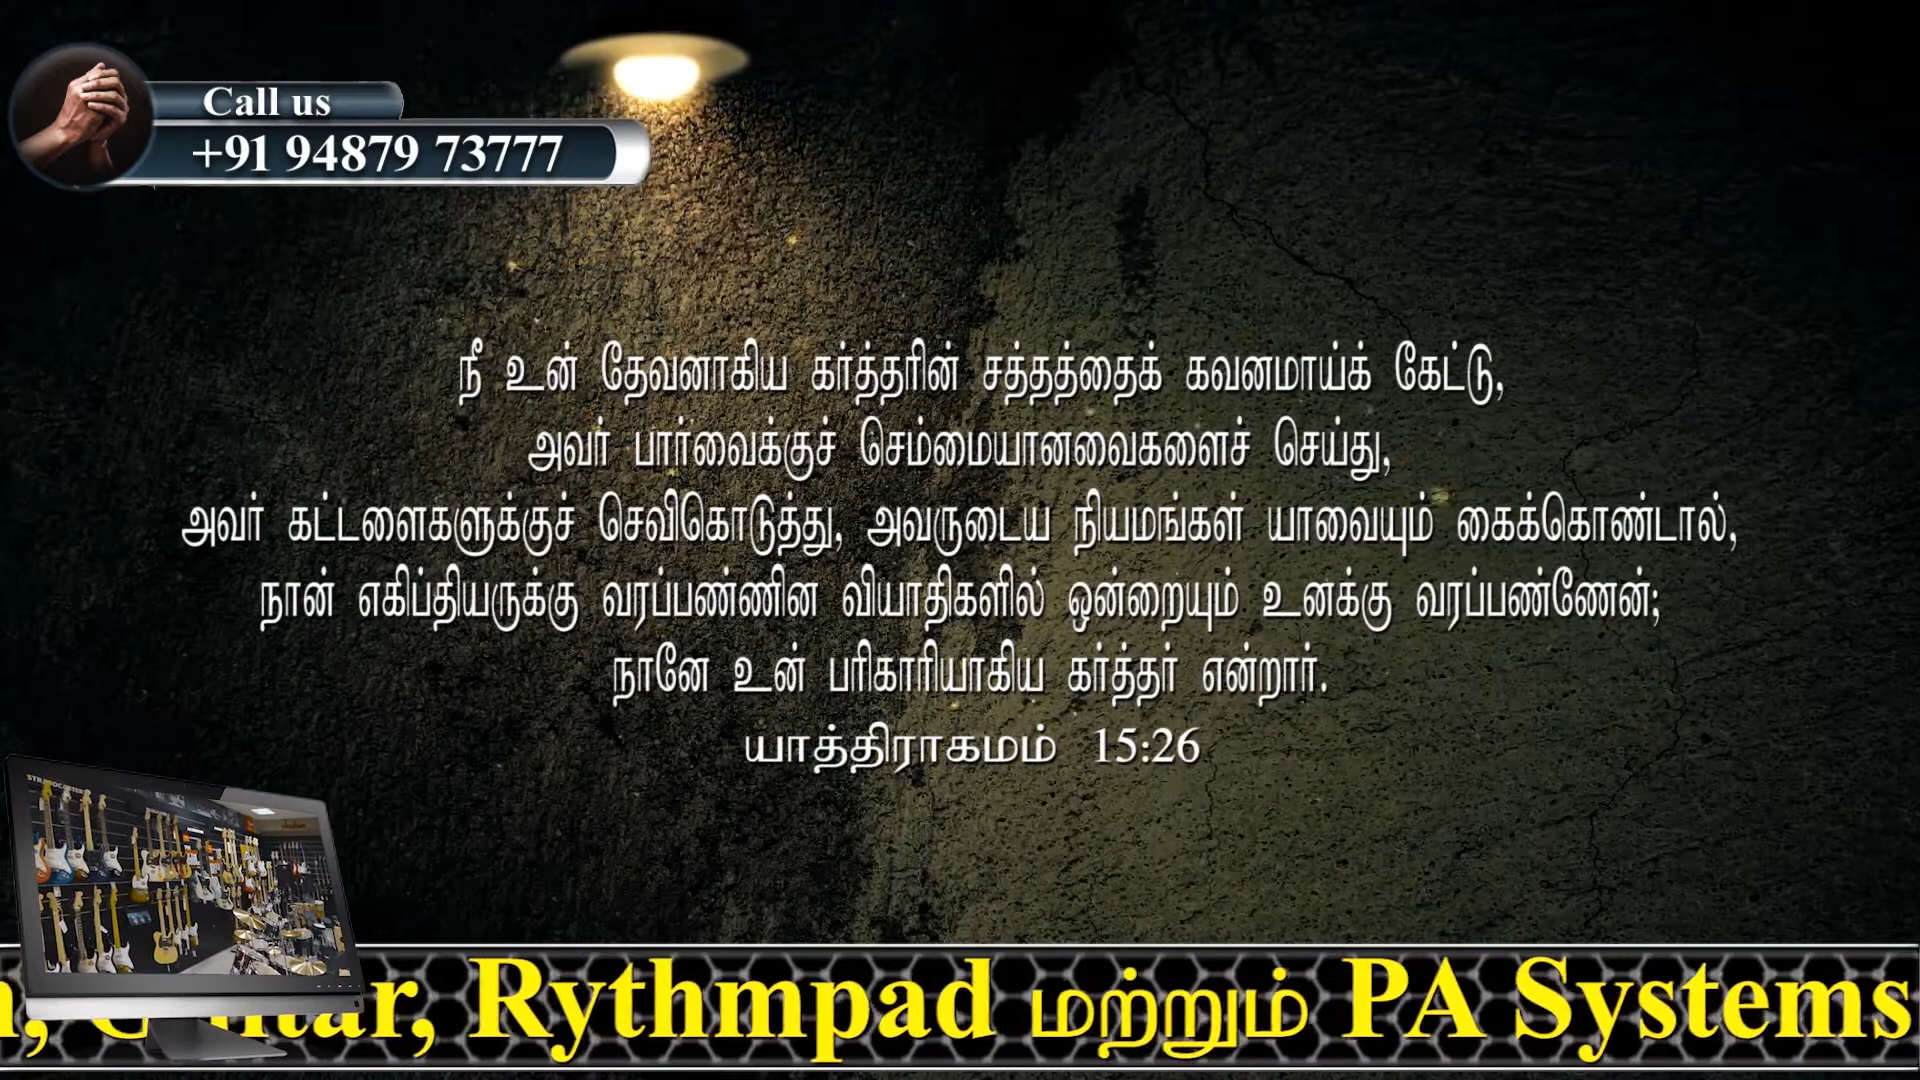 Call us
+91 94879 73777
நீ உன் தேவனாகிய கர்த்தரின் சத்தத்தைக் கவனமாய்க் கேட்டு,
அவர் பார்வைக்குச் செம்மையானவைகளைச் செய்து,
அவர் கட்டளைகளுக்குச் செவிகொடுத்து, அவருடைய நியமங்கள் யாவையும் கைக்கொண்டால்,
நான் எகிப்தியருக்கு வரப்பண்ணின வியாதிகளில் ஒன்றையும் உனக்கு வரப்பண்ணேன்;
நானே உன் பரிகாரியாகிய கர்த்தர் என்றார்.
யாத்திராகமம் 15:26
Rythmpad மற்றும் PA Systems